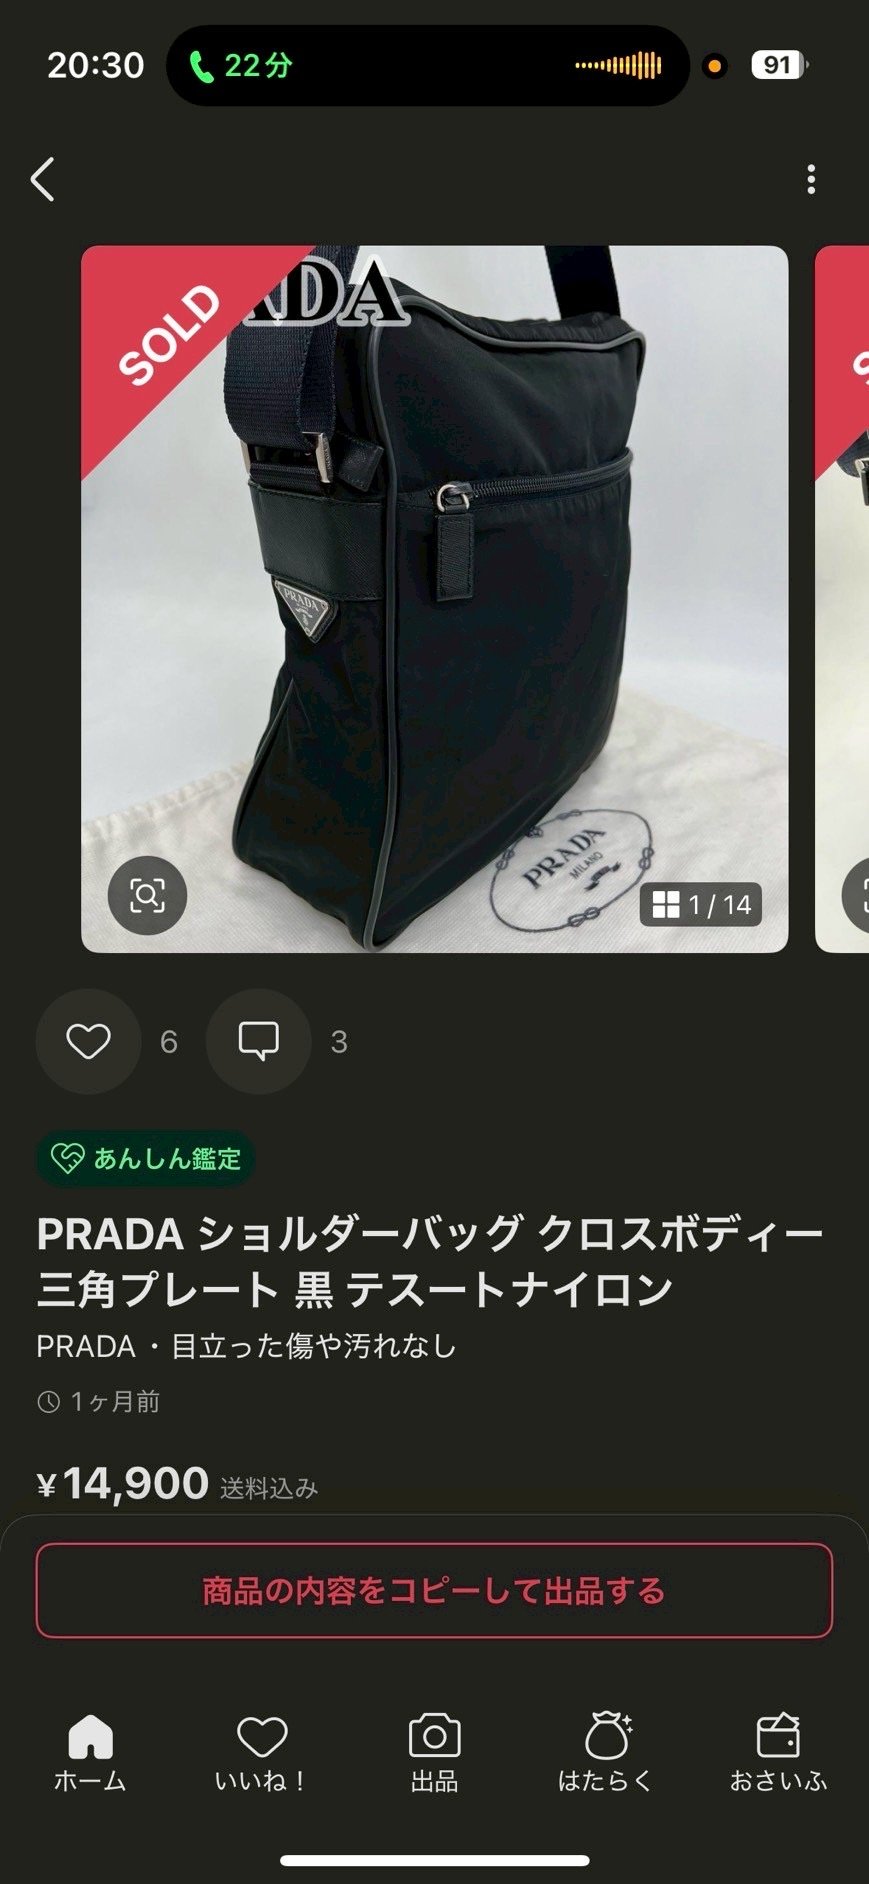 20:30
22分
91
SOLD
ADA
PRADA
PRADA
MILANO
1 / 14
6
3
あんしん鑑定
PRADA ショルダーバッグ クロスボディー
三角プレート 黒 テスートナイロン
PRADA・目立った傷や汚れなし
1ヶ月前
¥14,900 送料込み
商品の内容をコピーして出品する
ホーム
いいね！
出品
はたらく
おさいふ